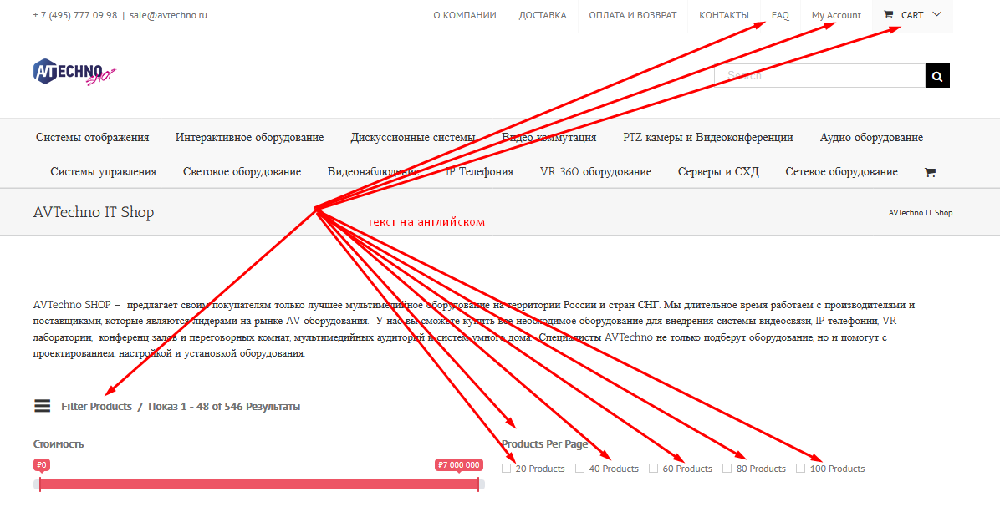 + 7 (495) 777 09 98 | sale@avtechno.ru
О КОМПАНИИ ДОСТАВКА ОПЛАТА И ВОЗВРАТ КОНТАКТЫ FAQ My Account CART
AVTECHNO SHOP
Search ...
Системы отображения Интерактивное оборудование Дискуссионные системы Видео коммутация PTZ камеры и Видеоконференции Аудио оборудование
Системы управления Световое оборудование Видеонаблюдение IP Телефония VR 360 оборудование Серверы и СХД Сетевое оборудование
AVTechno IT Shop AVTechno IT Shop
текст на английском
AVTechno SHOP – предлагает своим покупателям только лучшее мультимедийное оборудование на территории России и стран СНГ. Мы длительное время работаем с производителями и
поставщиками, которые являются лидерами на рынке AV оборудования. У нас вы сможете купить все необходимое оборудование для внедрения системы видеосвязи, IP телефонии, VR
лаборатории, конференц залов и переговорных комнат, мультимедийных аудиторий и систем умного дома. Специалисты AVTechno не только подберут оборудование, но и помогут с
проектированием, настройкой и установкой оборудования.
Filter Products / Показ 1 - 48 of 546 Результаты
Стоимость Products Per Page
₽0 ₽7 000 000
20 Products 40 Products 60 Products 80 Products 100 Products